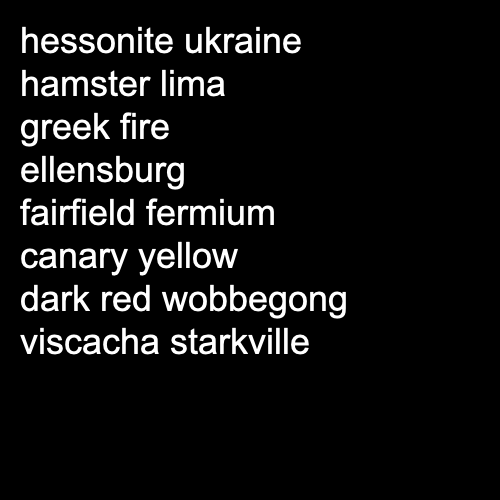 hessonite ukraine
hamster lima
greek fire
ellensburg
fairfield fermium
canary yellow
dark red wobbegong
viscacha starkville